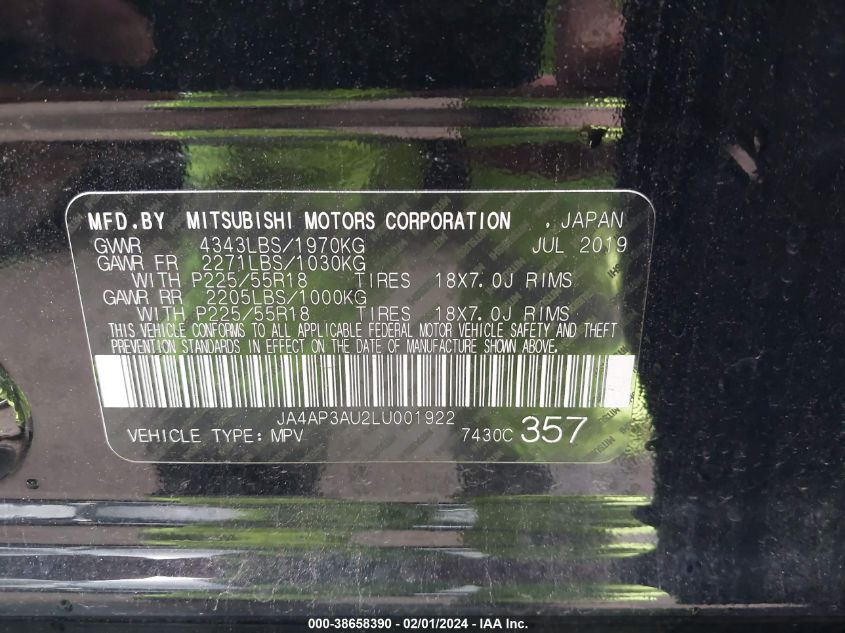 MFD.BY MITSUBISHI MOTORS CORPORATION , JAPAN
GVWR 4343LBS/1970KG JUL 2019
GAWR FR 2271LBS/1030KG
WITH P225/55R18 TIRES 18X7.0J RIMS
GAWR RR 2205LBS/1000KG
WITH P225/55R18 TIRES 18X7.0J RIMS
THIS VEHICLE CONFORMS TO ALL APPLICABLE FEDERAL MOTOR VEHICLE SAFETY AND THEFT
PREVENTION STANDARDS IN EFFECT ON THE DATE OF MANUFACTURE SHOWN ABOVE.
JA4AP3AU2LU001922
VEHICLE TYPE: MPV 7430C 357
000-38658390 - 02/01/2024 - IAA Inc.